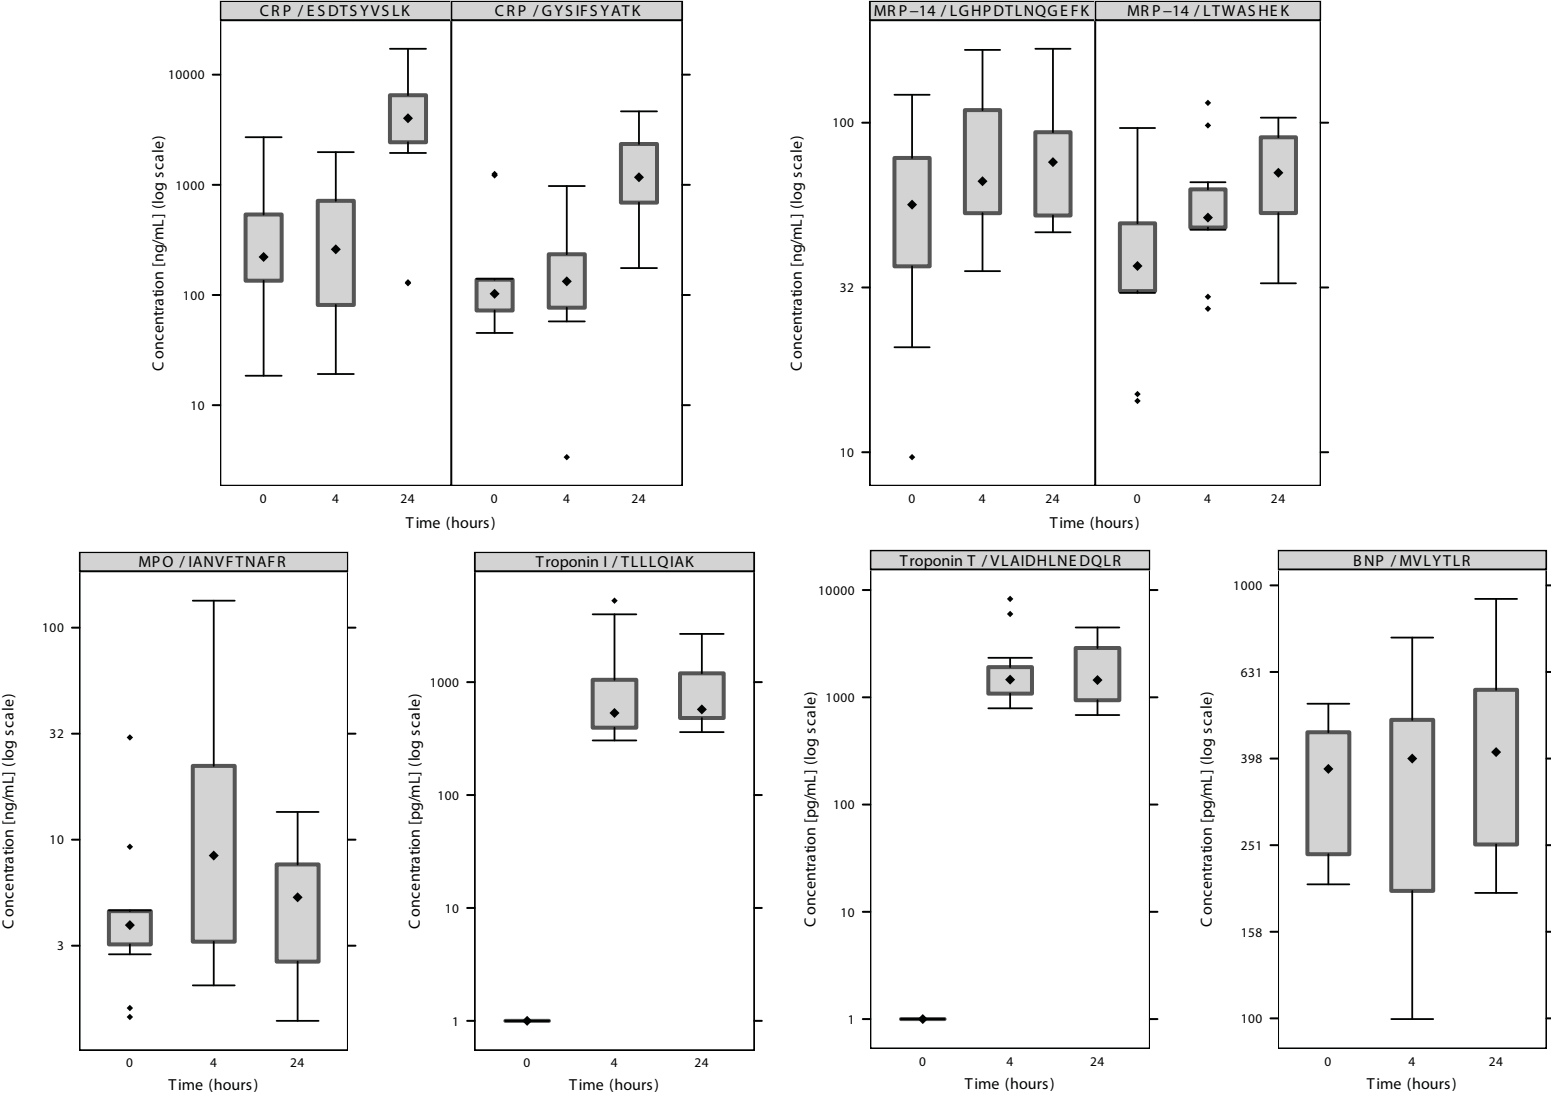 CRP / ESDTSYVSLK
CRP / GYSIFSYATK
Concentration [ng/mL] (log scale)
10000
1000
100
10
0 4 24 0 4 24
Time (hours)
MRP−14 / LGHPDTLNQGEFK
MRP−14 / LTWASHEK
Concentration [ng/mL] (log scale)
100
32
10
0 4 24 0 4 24
Time (hours)
MPO / IANVFTNAFR
Concentration [ng/mL] (log scale)
100
32
10
3
0 4 24
Time (hours)
Troponin I / TLLLQIAK
Concentration [pg/mL] (log scale)
1000
100
10
1
0 4 24
Time (hours)
Troponin T / VLAIDHLNEDQLR
Concentration [pg/mL] (log scale)
10000
1000
100
10
1
0 4 24
Time (hours)
BNP / MVLYTLR
Concentration [pg/mL] (log scale)
1000
631
398
251
158
100
0 4 24
Time (hours)